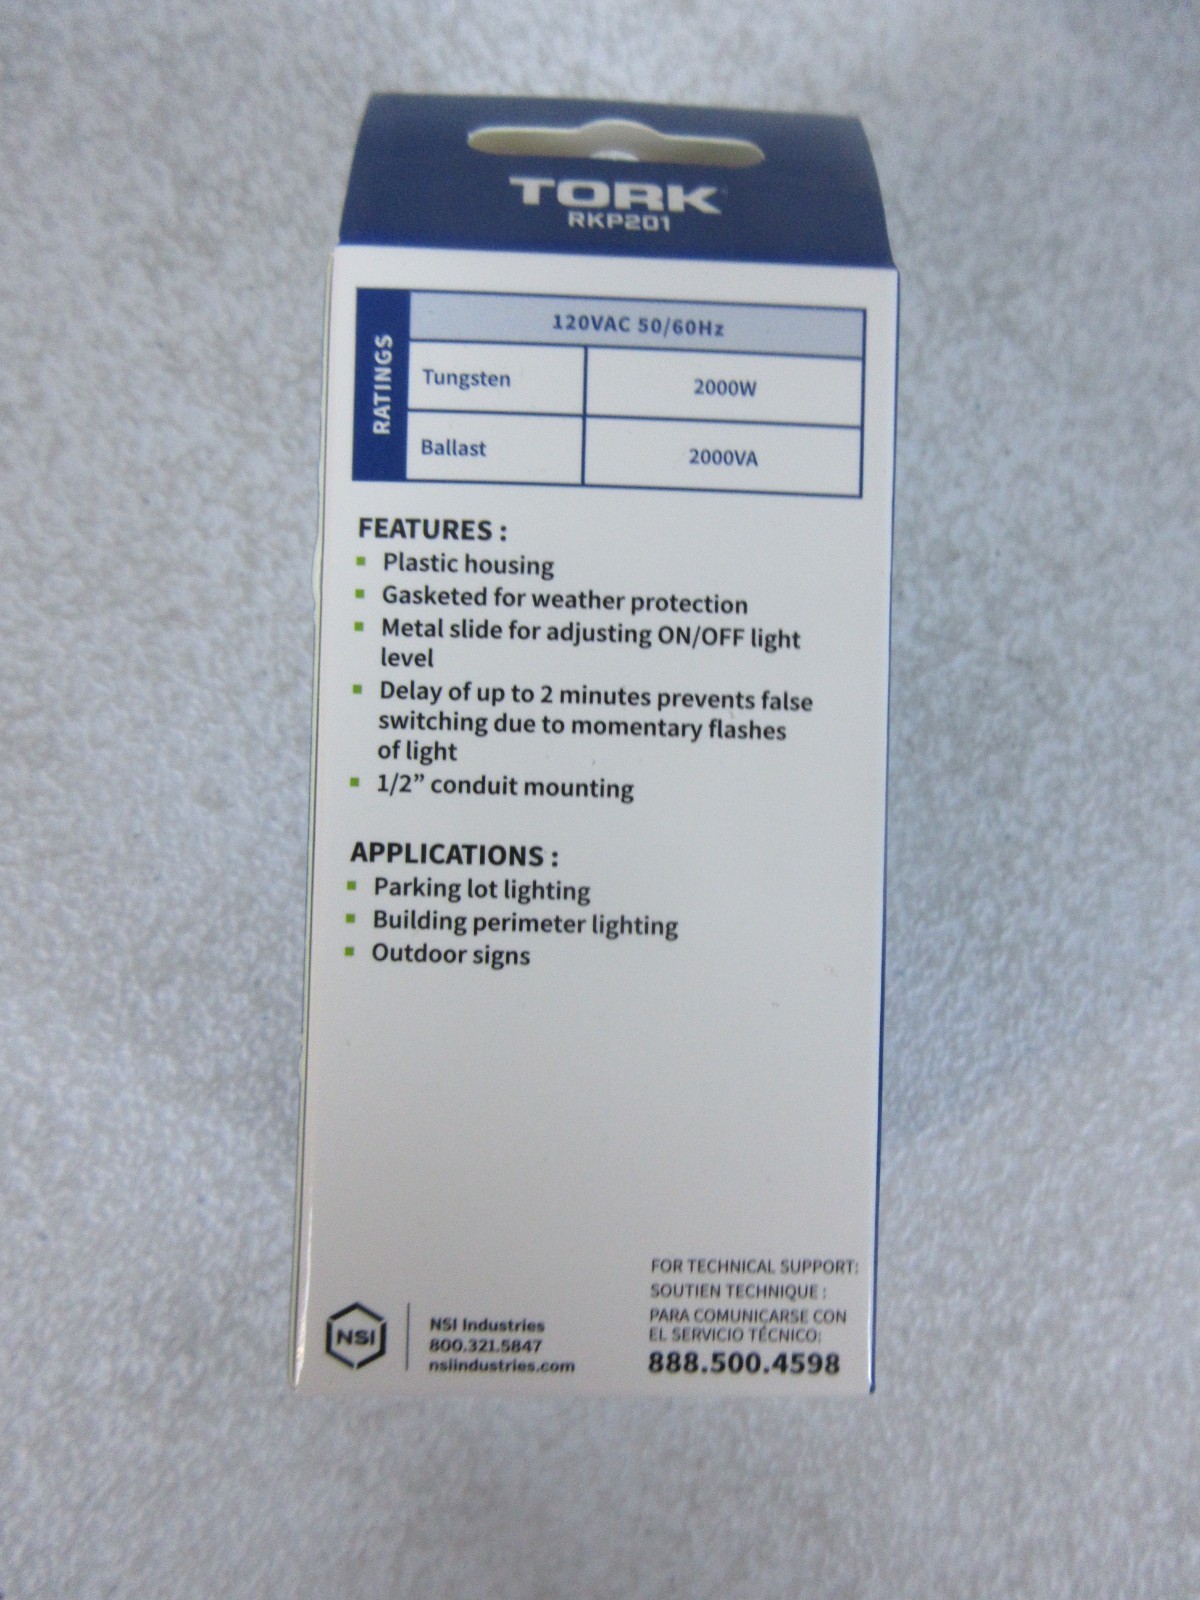 TORK
RKP201
RATINGS
120VAC 50/60Hz
Tungsten 2000W
Ballast 2000VA
FEATURES :
▪ Plastic housing
▪ Gasketed for weather protection
▪ Metal slide for adjusting ON/OFF light
level
▪ Delay of up to 2 minutes prevents false
switching due to momentary flashes
of light
▪ 1/2” conduit mounting
APPLICATIONS :
▪ Parking lot lighting
▪ Building perimeter lighting
▪ Outdoor signs
NSI
NSI Industries
800.321.5847
nsiindustries.com
FOR TECHNICAL SUPPORT:
SOUTIEN TECHNIQUE :
PARA COMUNICARSE CON
EL SERVICIO TÉCNICO:
888.500.4598